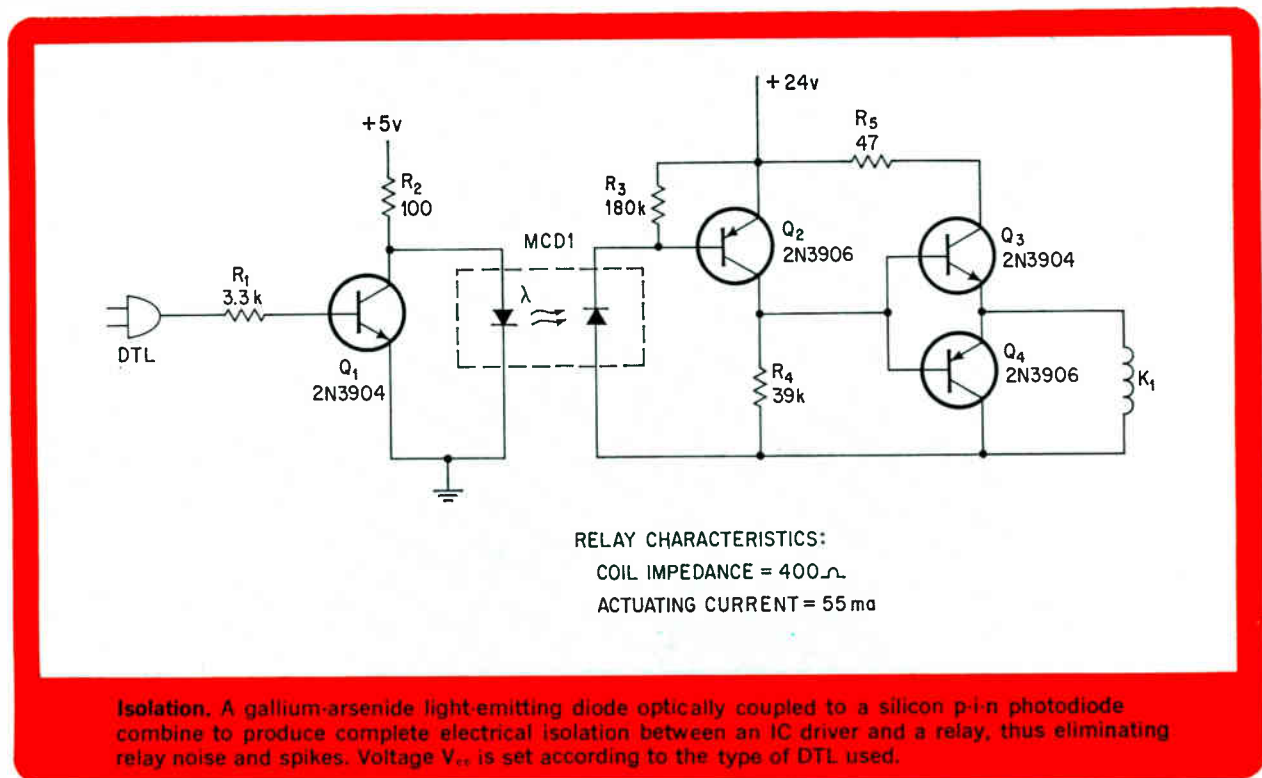 +24v
+5v
R5
47
R2
100
R3
180k
MCD1
Q2
2N3906
Q3
2N3904
λ
R1
3.3k
DTL
Q1
2N3904
R4
39k
Q4
2N3906
K1
RELAY CHARACTERISTICS:
COIL IMPEDANCE = 400Ω
ACTUATING CURRENT = 55 ma
Isolation. A gallium-arsenide light-emitting diode optically coupled to a silicon p-i-n photodiode
combine to produce complete electrical isolation between an IC driver and a relay, thus eliminating
relay noise and spikes. Voltage Vcc is set according to the type of DTL used.